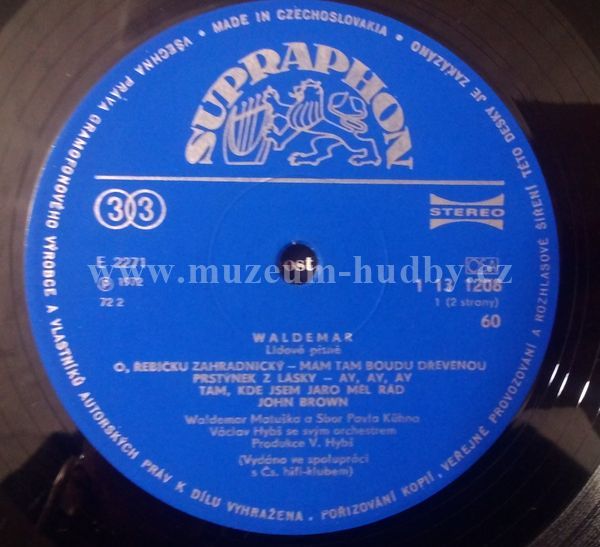 VŠECHNA PRÁVA GRAMOFONOVÉHO VÝROBCE A VLASTNÍKŮ AUTORSKÝCH PRÁV K DÍLU VYHRAŽENA. POŘIZOVÁNÍ KOPIÍ, VEŘEJNÉ PROVOZOVÁNÍ A ROZHLASOVÉ ŠÍŘENÍ TÉTO DESKY JE ZAKÁZÁNO • MADE IN CZECHOSLOVAKIA •
SUPRAPHON
33
STEREO
E 2271
℗ 1972
72 2
1 13 1208
1 (2 strany)
60
www.muzeum-hudby.cz
WALDEMAR
Lidové písně
O, ŘEBÍČKU ZAHRADNICKÝ – MÁM TAM BOUDU DŘEVĚNOU
PRSTÝNEK Z LÁSKY – AY, AY, AY
TAM, KDE JSEM JARO MĚL RÁD
JOHN BROWN
Waldemar Matuška a Sbor Pavla Kühna
Václav Hybš se svým orchestrem
Produkce V. Hybš
(Vydáno ve spolupráci
s Čs. hifi-klubem)